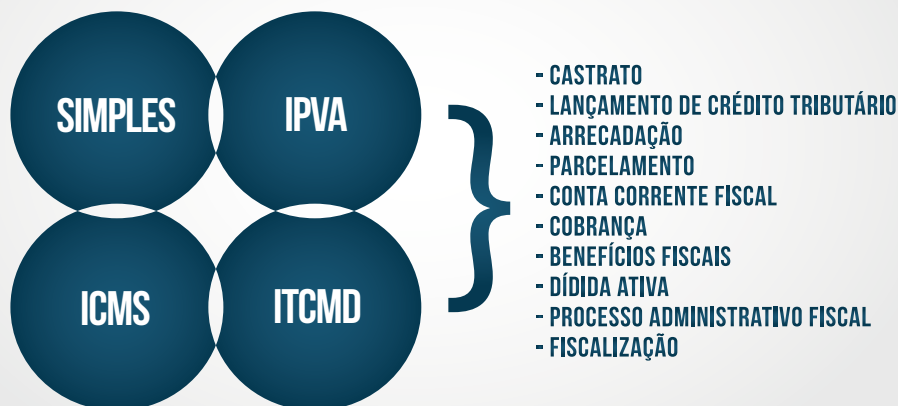 SIMPLES
IPVA
ICMS
ITCMD
- CASTRATO
- LANÇAMENTO DE CRÉDITO TRIBUTÁRIO
- ARRECADAÇÃO
- PARCELAMENTO
- CONTA CORRENTE FISCAL
- COBRANÇA
- BENEFÍCIOS FISCAIS
- DÍDIDA ATIVA
- PROCESSO ADMINISTRATIVO FISCAL
- FISCALIZAÇÃO